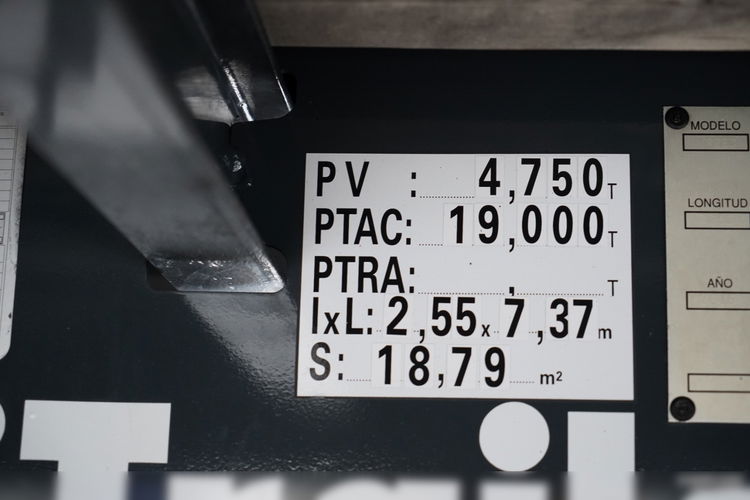 PV : 4,750 T
PTAC: 19,000 T
PTRA: , T
IxL: 2,55 x 7,37 m
S: 18,79 m²
MODELO
LONGITUD
AÑO